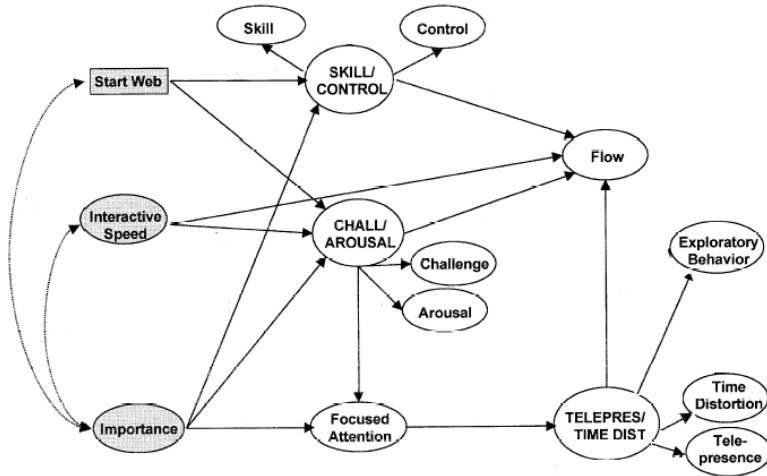 Skill
Control
Start Web
SKILL/
CONTROL
Flow
Interactive
Speed
CHALL/
AROUSAL
Exploratory
Behavior
Challenge
Arousal
Importance
Focused
Attention
TELEPRES/
TIME DIST
Time
Distortion
Tele-
presence